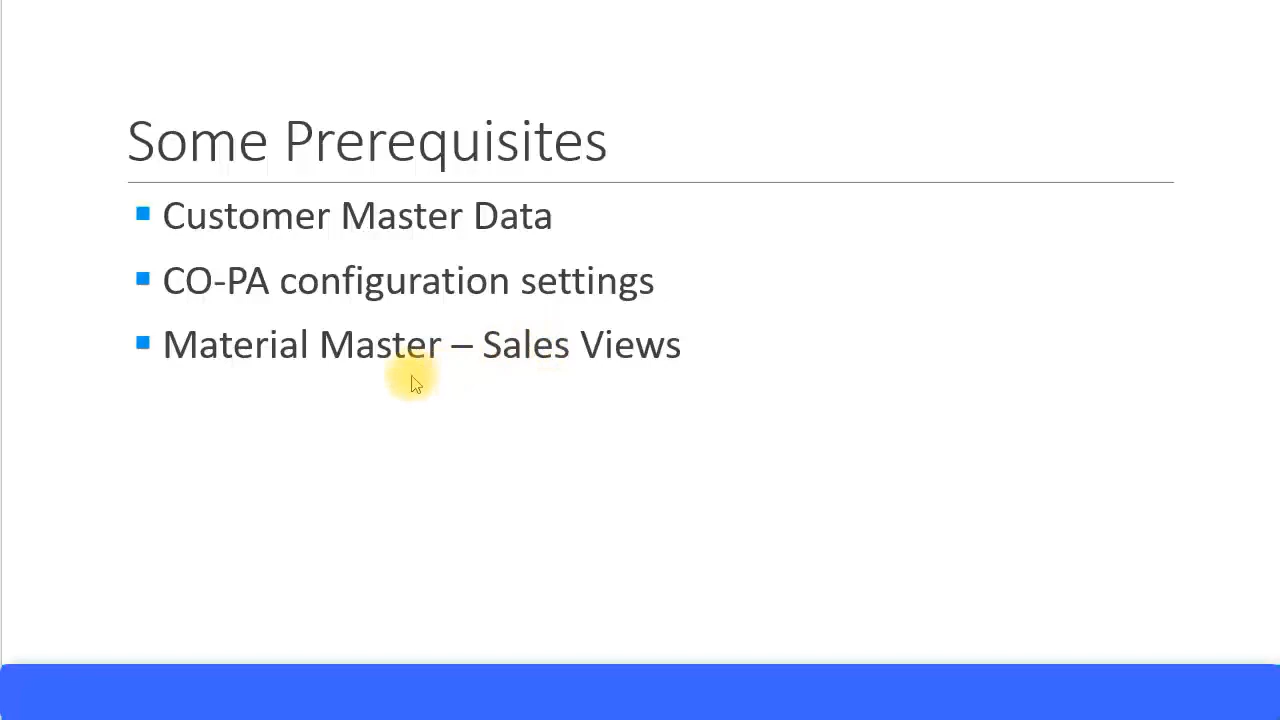 Some Prerequisites
Customer Master Data
CO-PA configuration settings
Material Master – Sales Views